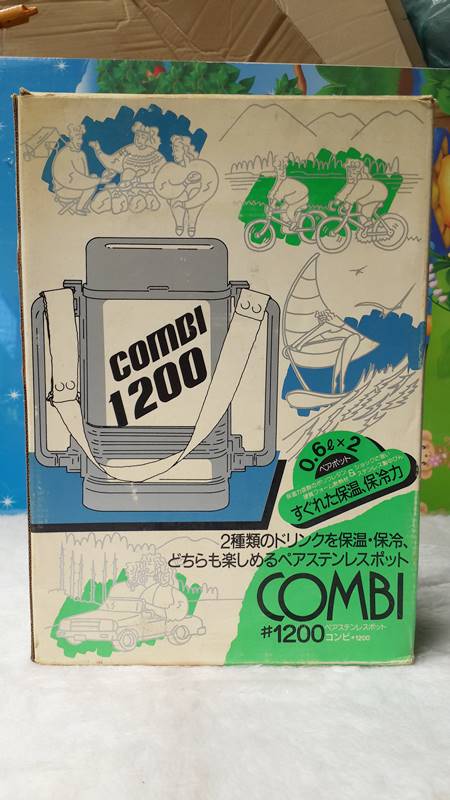 COMBI
1200
0.6ℓ×2
ペアポット
すぐれた保温、保冷力
2種類のドリンクを保温・保冷、
どちらも楽しめるペアステンレスポット
COMBI
#1200 ペアステンレスポット
コンビ#1200